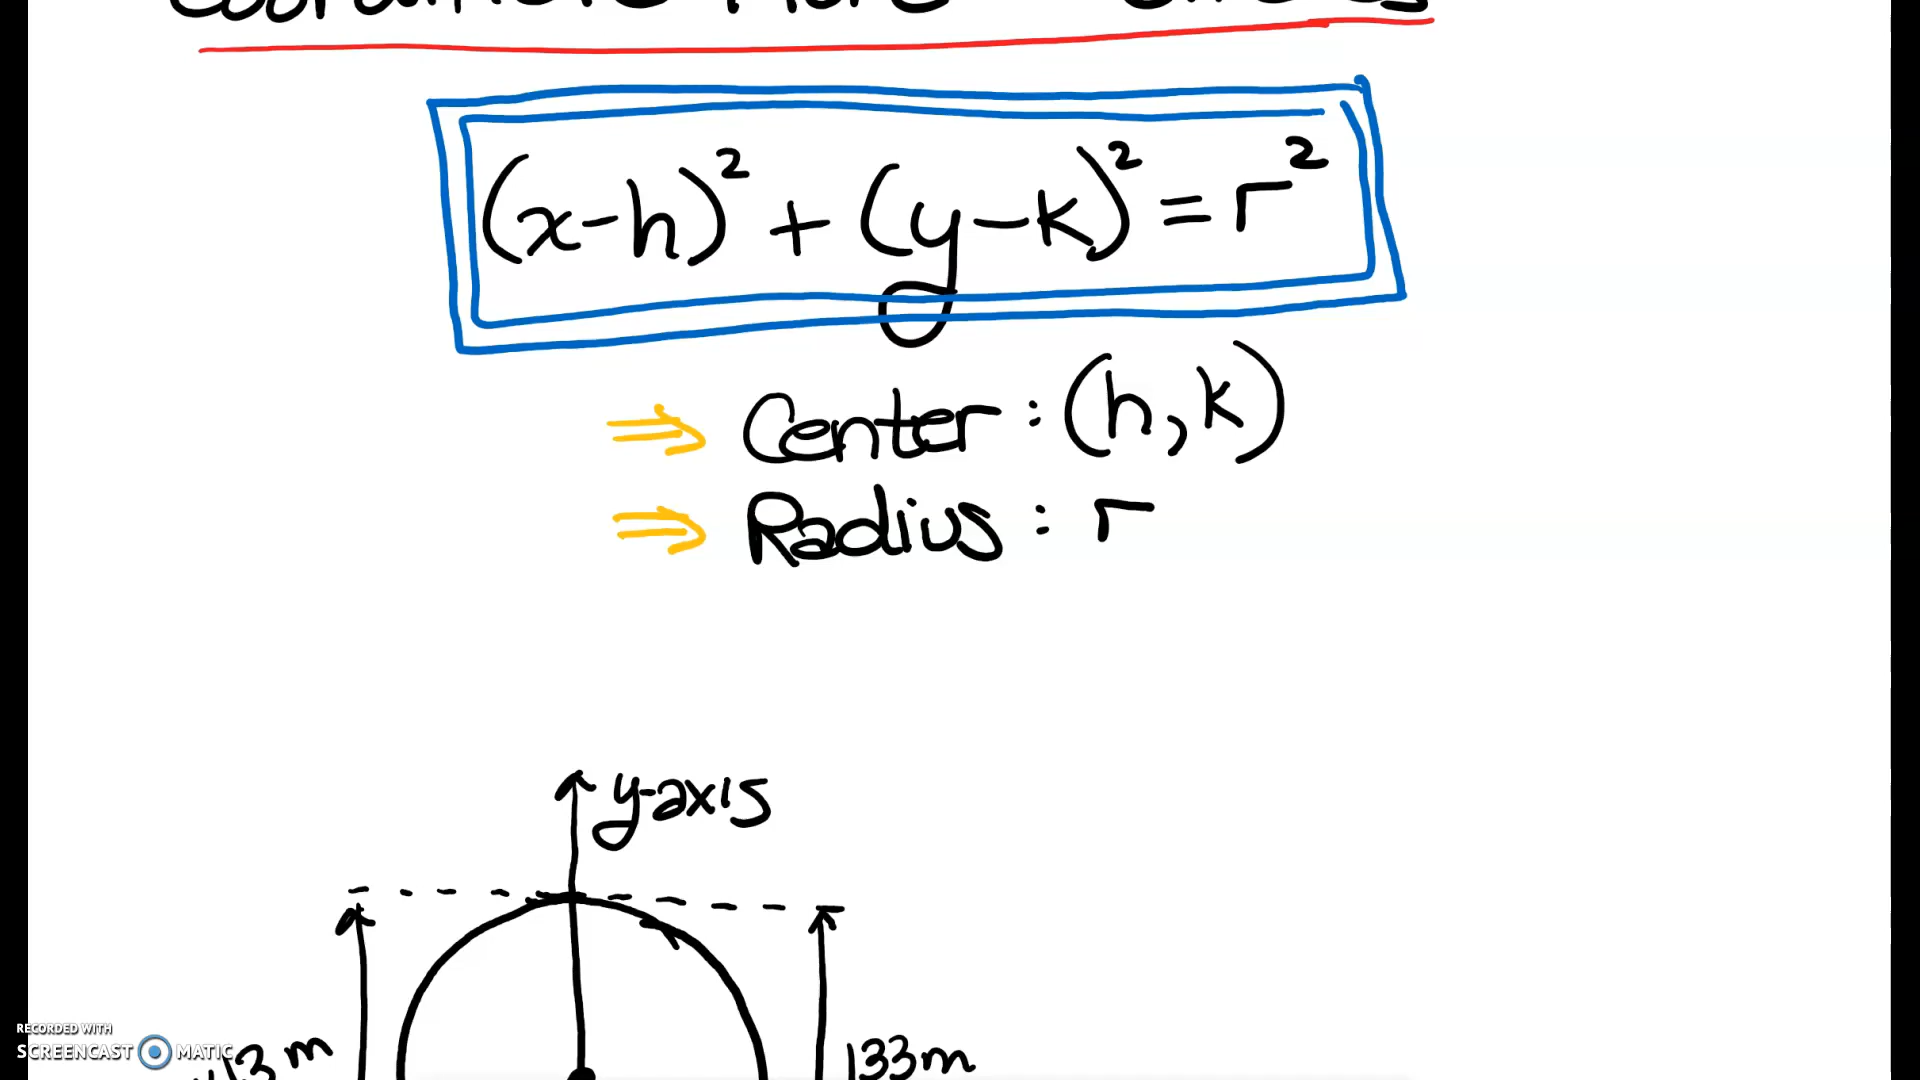 (x-h)² + (y-k)² = r²
⇒ Center : (h, k)
⇒ Radius : r
y-axis
133m
RECORDED WITH
SCREENCAST MATIC